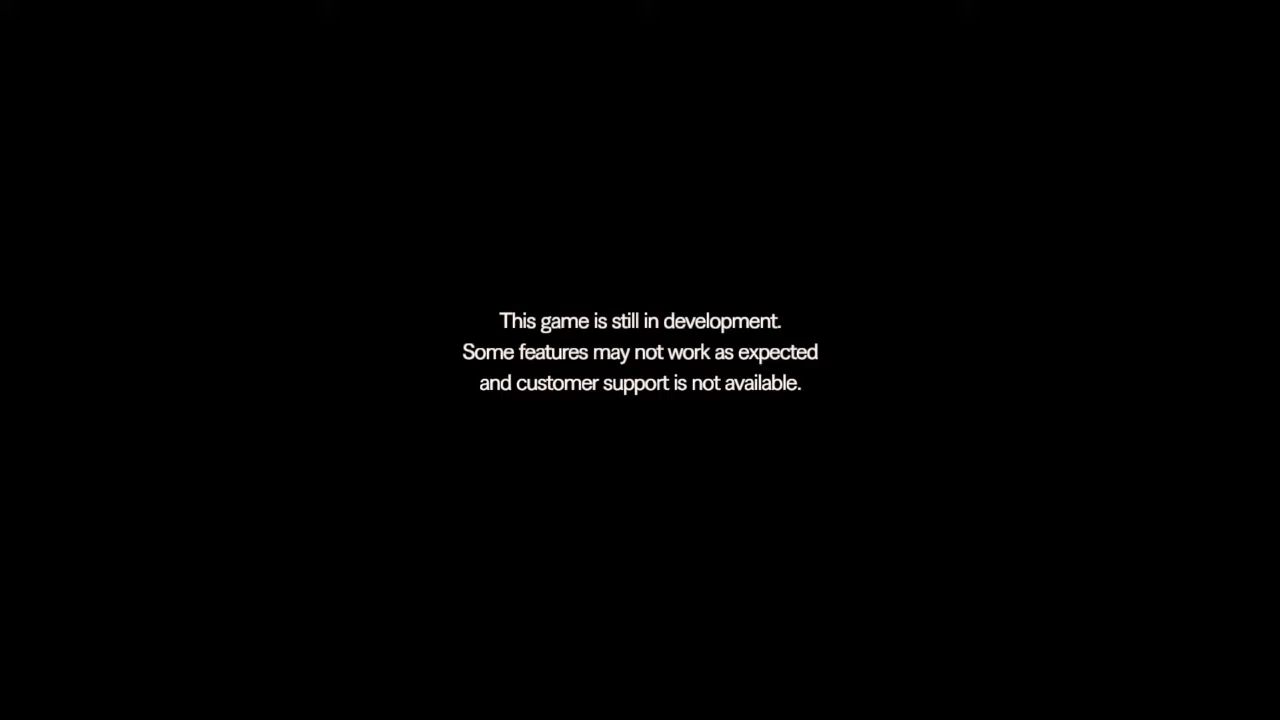 This game is still in development.
Some features may not work as expected
and customer support is not available.